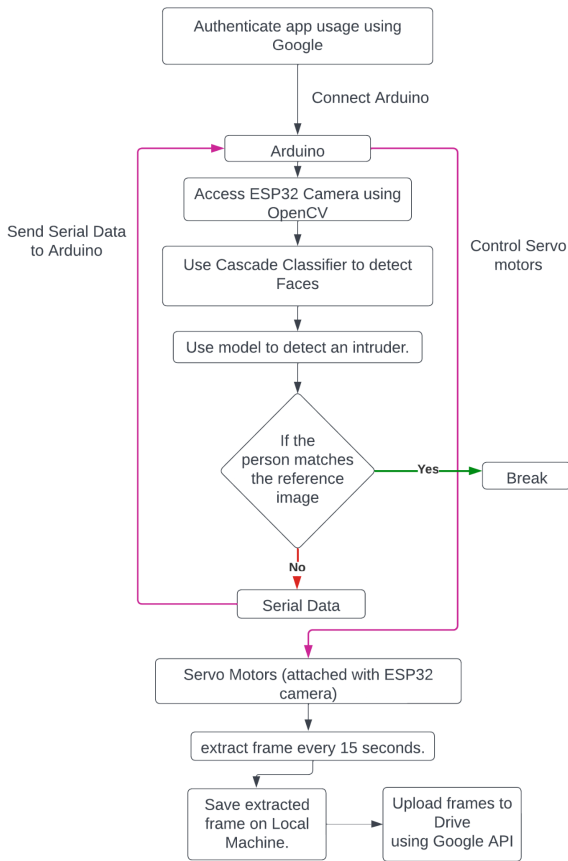 Authenticate app usage using
Google
Connect Arduino
Arduino
Access ESP32 Camera using
OpenCV
Send Serial Data
to Arduino
Control Servo
motors
Use Cascade Classifier to detect
Faces
Use model to detect an intruder.
If the
person matches
the reference
image
Yes
Break
No
Serial Data
Servo Motors (attached with ESP32
camera)
extract frame every 15 seconds.
Save extracted
frame on Local
Machine.
Upload frames to
Drive
using Google API